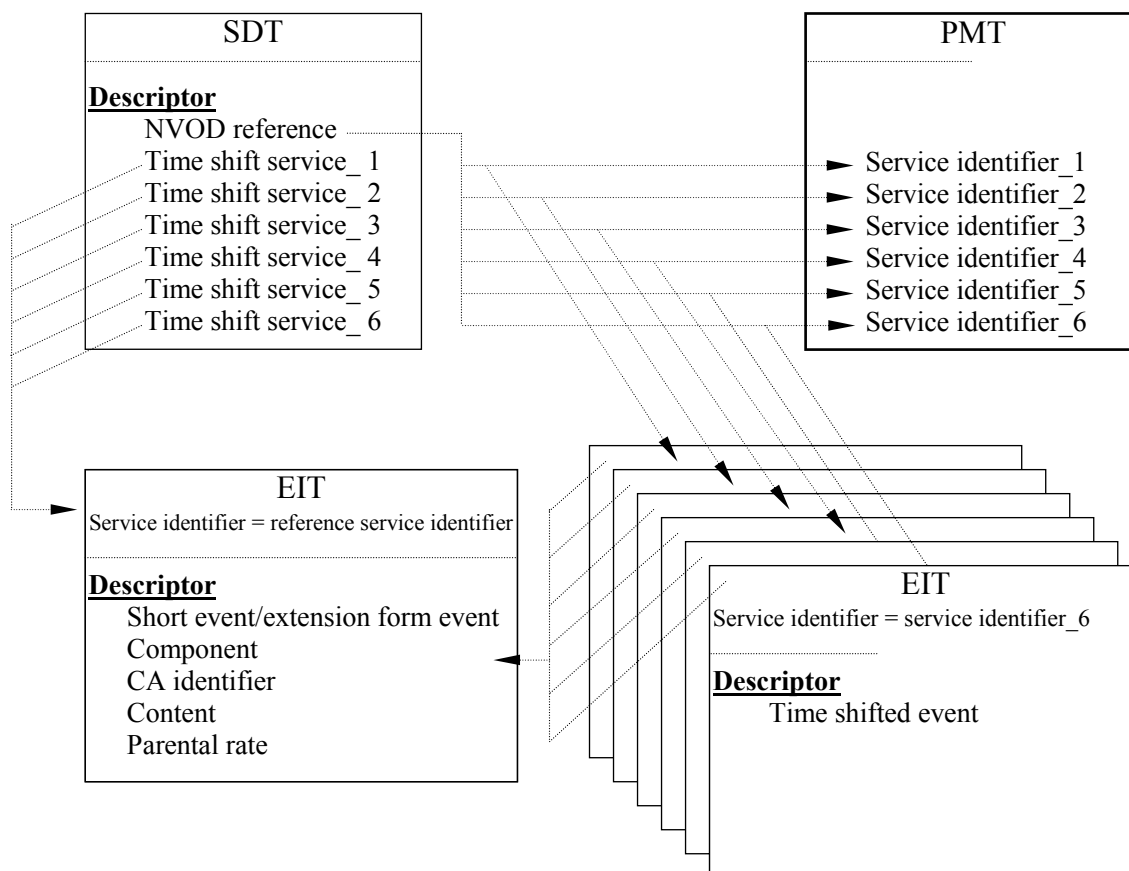 SDT
Descriptor
NVOD reference
Time shift service_ 1
Time shift service_ 2
Time shift service_ 3
Time shift service_ 4
Time shift service_ 5
Time shift service_ 6
PMT
Service identifier_1
Service identifier_2
Service identifier_3
Service identifier_4
Service identifier_5
Service identifier_6
EIT
Service identifier = reference service identifier
Descriptor
Short event/extension form event
Component
CA identifier
Content
Parental rate
EIT
Service identifier = service identifier_6
Descriptor
Time shifted event